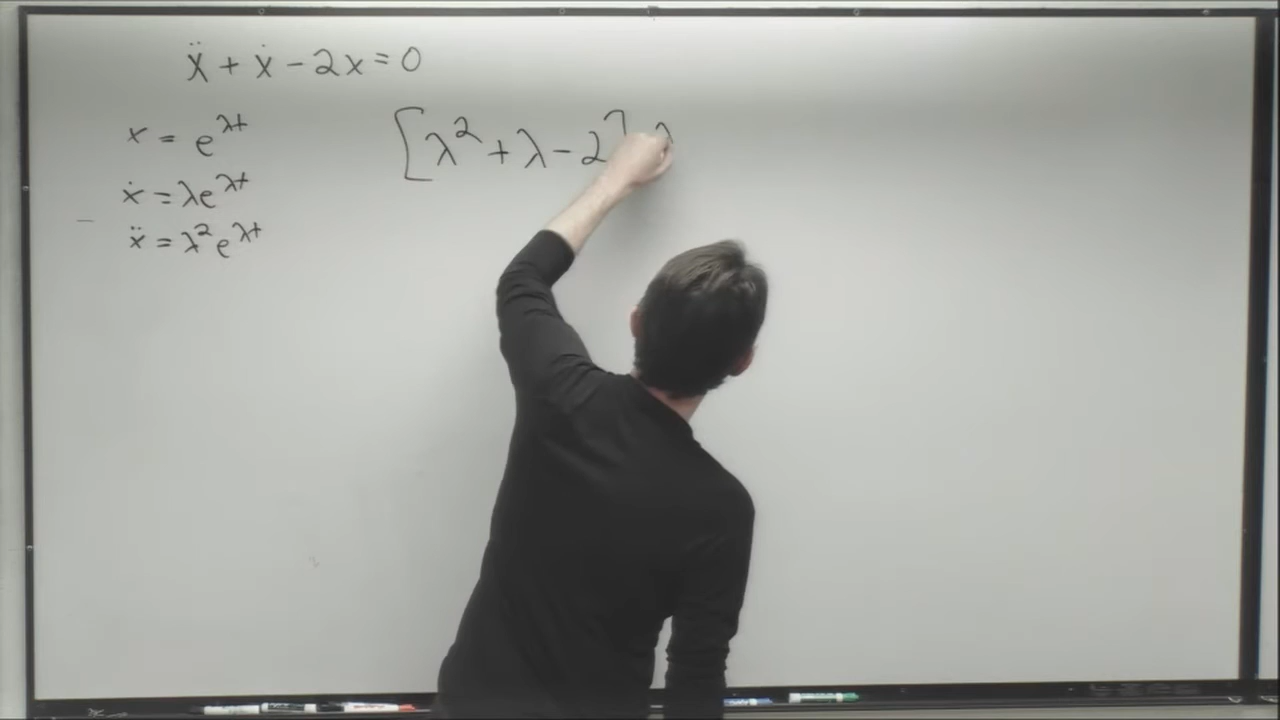 ẍ + ẋ - 2x = 0
x = e^{λt}
ẋ = λe^{λt}
ẍ = λ²e^{λt}
[λ² + λ - 2]